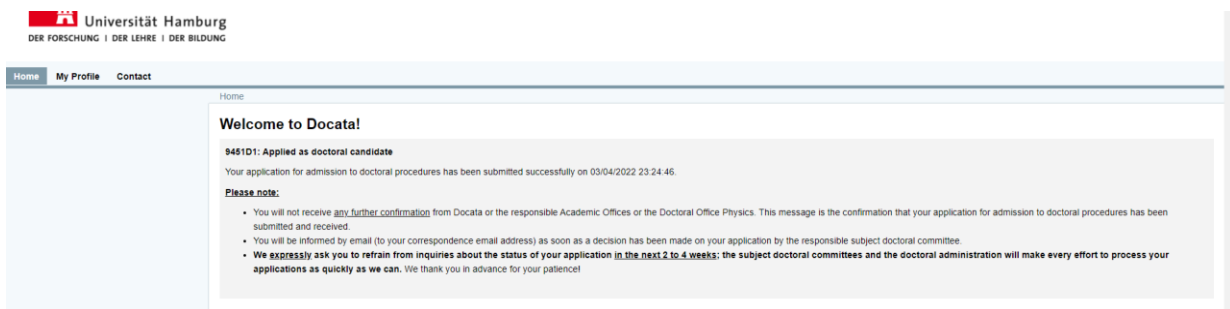 Universität Hamburg
DER FORSCHUNG | DER LEHRE | DER BILDUNG
Home My Profile Contact
Home
Welcome to Docata!
9451D1: Applied as doctoral candidate
Your application for admission to doctoral procedures has been submitted successfully on 03/04/2022 23:24:46.
Please note:
• You will not receive any further confirmation from Docata or the responsible Academic Offices or the Doctoral Office Physics. This message is the confirmation that your application for admission to doctoral procedures has been
submitted and received.
• You will be informed by email (to your correspondence email address) as soon as a decision has been made on your application by the responsible subject doctoral committee.
• We expressly ask you to refrain from inquiries about the status of your application in the next 2 to 4 weeks; the subject doctoral committees and the doctoral administration will make every effort to process your
applications as quickly as we can. We thank you in advance for your patience!